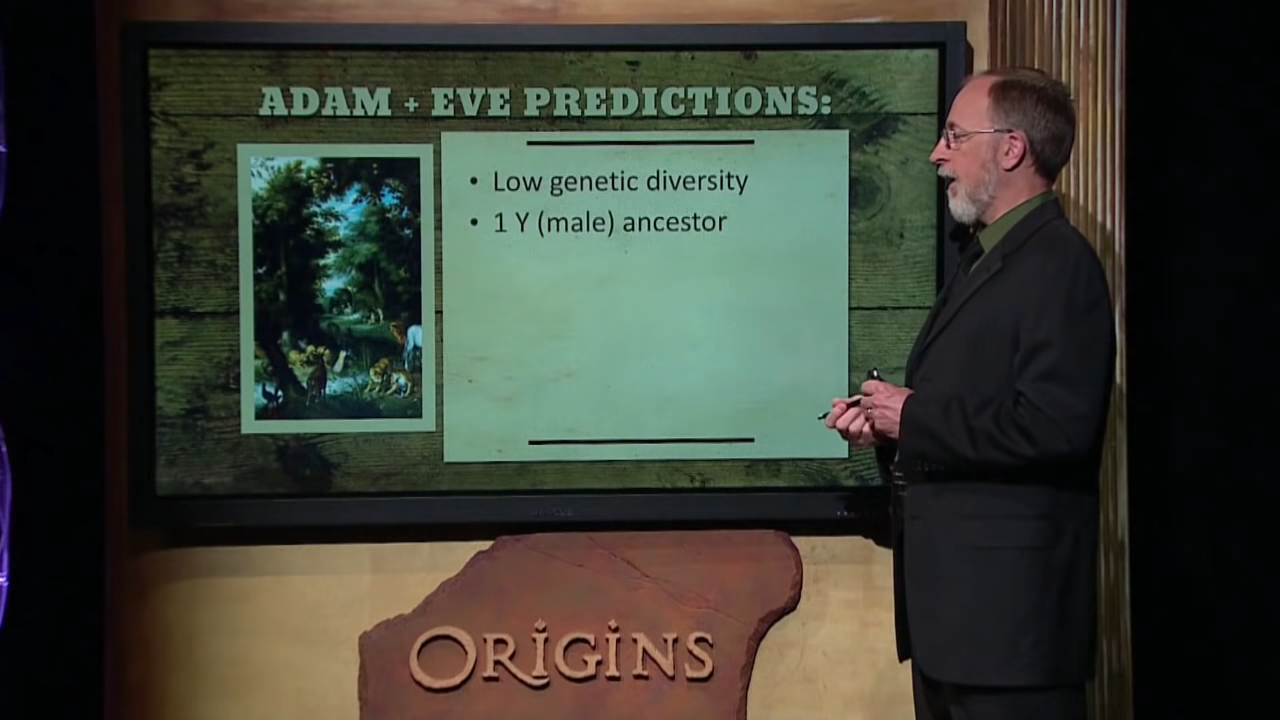 ADAM + EVE PREDICTIONS:
• Low genetic diversity
• 1 Y (male) ancestor
ORiGiNS